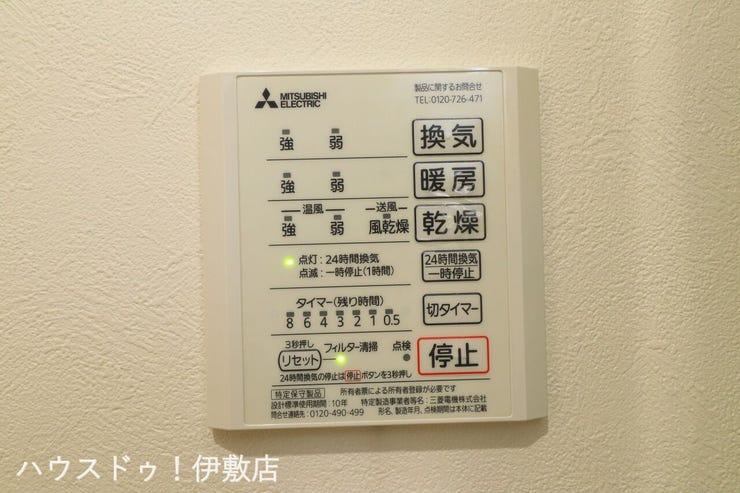 MITSUBISHI
ELECTRIC
製品に関するお問合せ
TEL:0120-726-471
強 弱 換気
強 弱 暖房
温風 送風
強 弱 風乾燥 乾燥
点灯：24時間換気
点滅：一時停止(1時間)
24時間換気
一時停止
タイマー(残り時間)
8 6 4 3 2 1 0.5
切タイマー
3秒押し フィルター清掃 点検
リセット
停止
24時間換気の停止は停止ボタンを3秒押し
特定保守製品 所有者票による所有者登録が必要です
設計標準使用期間：10年 特定製造事業者等名：三菱電機株式会社
問合せ連絡先：0120-490-499 形名、製造年月、点検期間は本体に記載
ハウスドゥ！伊敷店